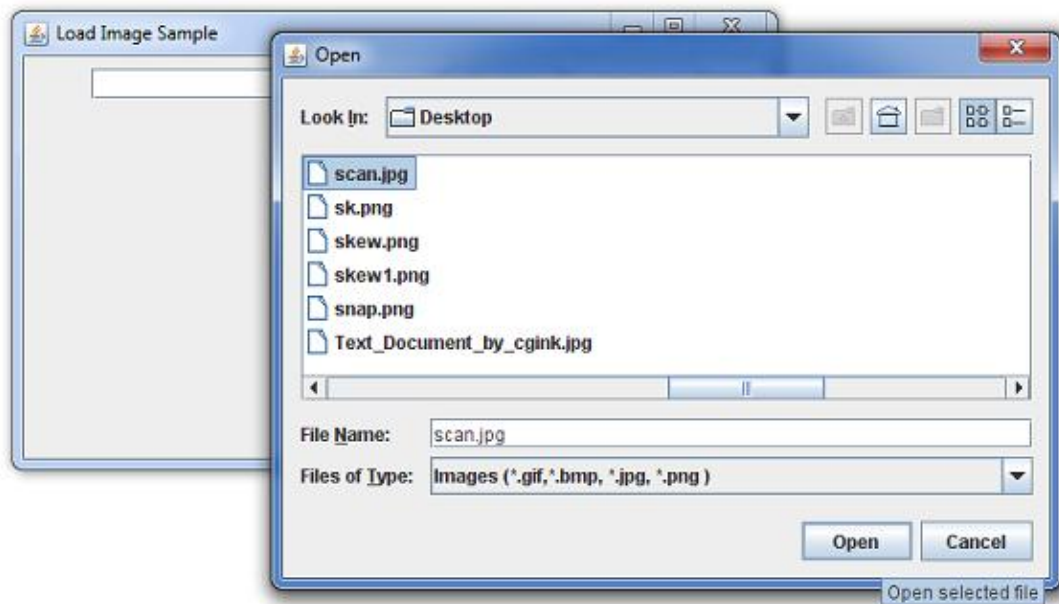 Load Image Sample
Open
Look In: Desktop
scan.jpg
sk.png
skew.png
skew1.png
snap.png
Text_Document_by_cgink.jpg
File Name: scan.jpg
Files of Type: Images (*.gif,*.bmp, *.jpg, *.png )
Open Cancel
Open selected file